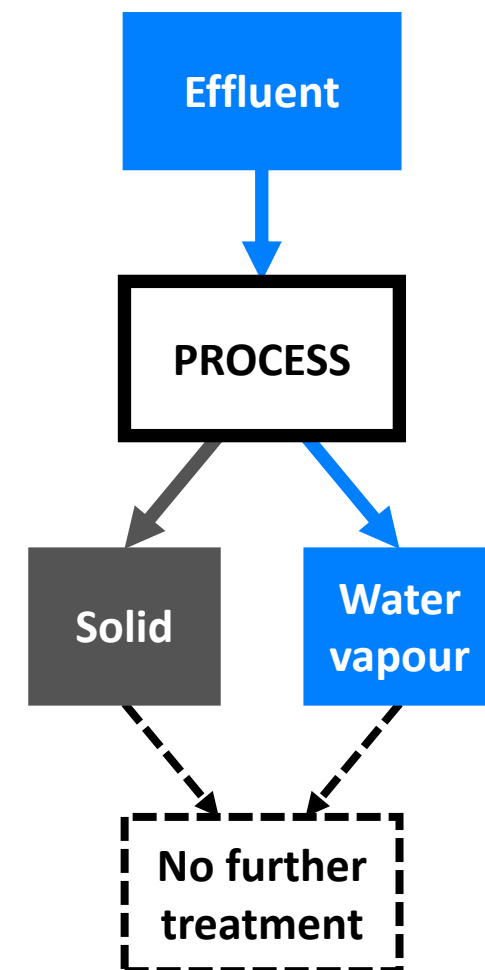 Effluent
PROCESS
Solid
Water
vapour
No further
treatment